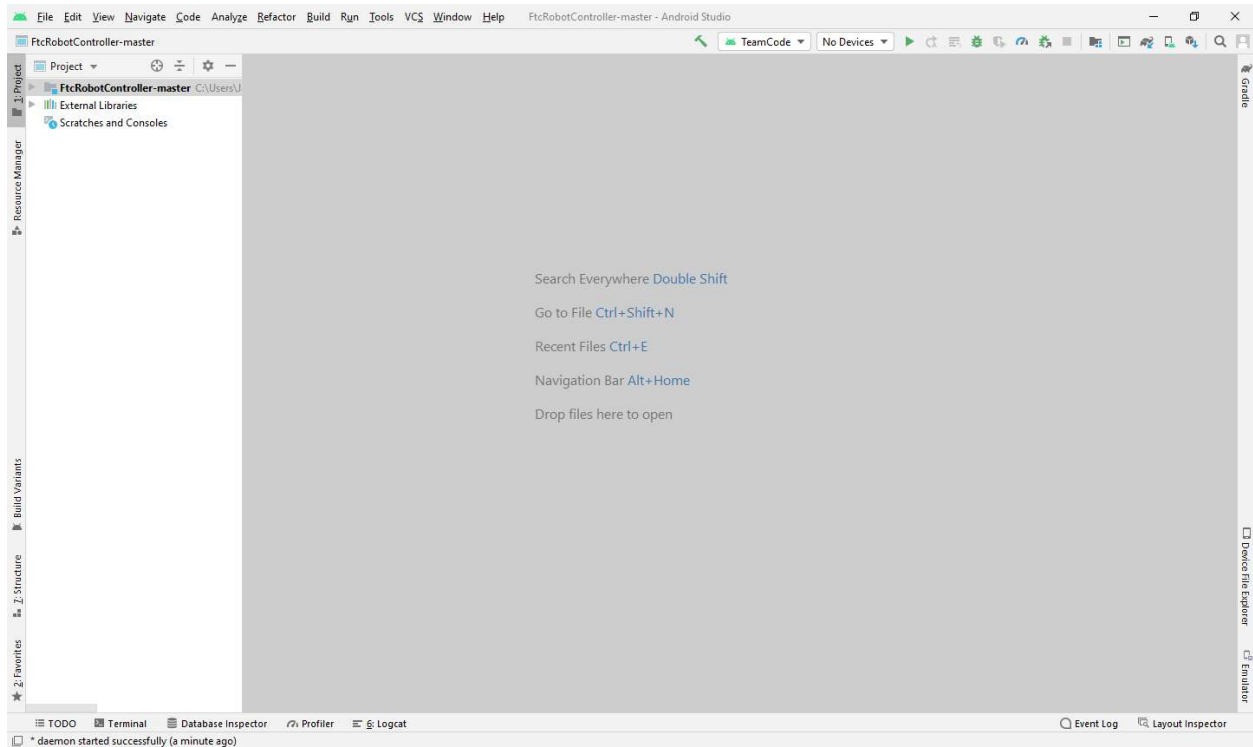 File Edit View Navigate Code Analyze Refactor Build Run Tools VCS Window Help FtcRobotController-master - Android Studio
FtcRobotController-master TeamCode No Devices
Project
FtcRobotController-master C:\Users\J
External Libraries
Scratches and Consoles
1: Project
Resource Manager
Build Variants
7: Structure
2: Favorites
Search Everywhere Double Shift
Go to File Ctrl+Shift+N
Recent Files Ctrl+E
Navigation Bar Alt+Home
Drop files here to open
Gradle
Device File Explorer
Emulator
TODO Terminal Database Inspector Profiler 6: Logcat Event Log Layout Inspector
* daemon started successfully (a minute ago)